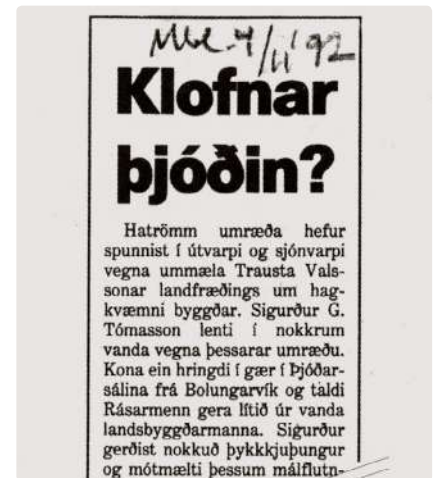 Mbl. 4/11 '92
Klofnar
þjóðin?
Hatrömm umræða hefur
spunnist í útvarpi og sjónvarpi
vegna ummæla Trausta Vals-
sonar landfræðings um hag-
kvæmni byggðar. Sigurður G.
Tómasson lenti í nokkrum
vanda vegna þessarar umræðu.
Kona ein hringdi í gær í Þjóðar-
sálina frá Bolungarvík og taldi
Rásarmenn gera lítið úr vanda
landsbyggðarmanna. Sigurður
gerðist nokkuð þykkkjuþungur
og mótmælti þessum málflutn-